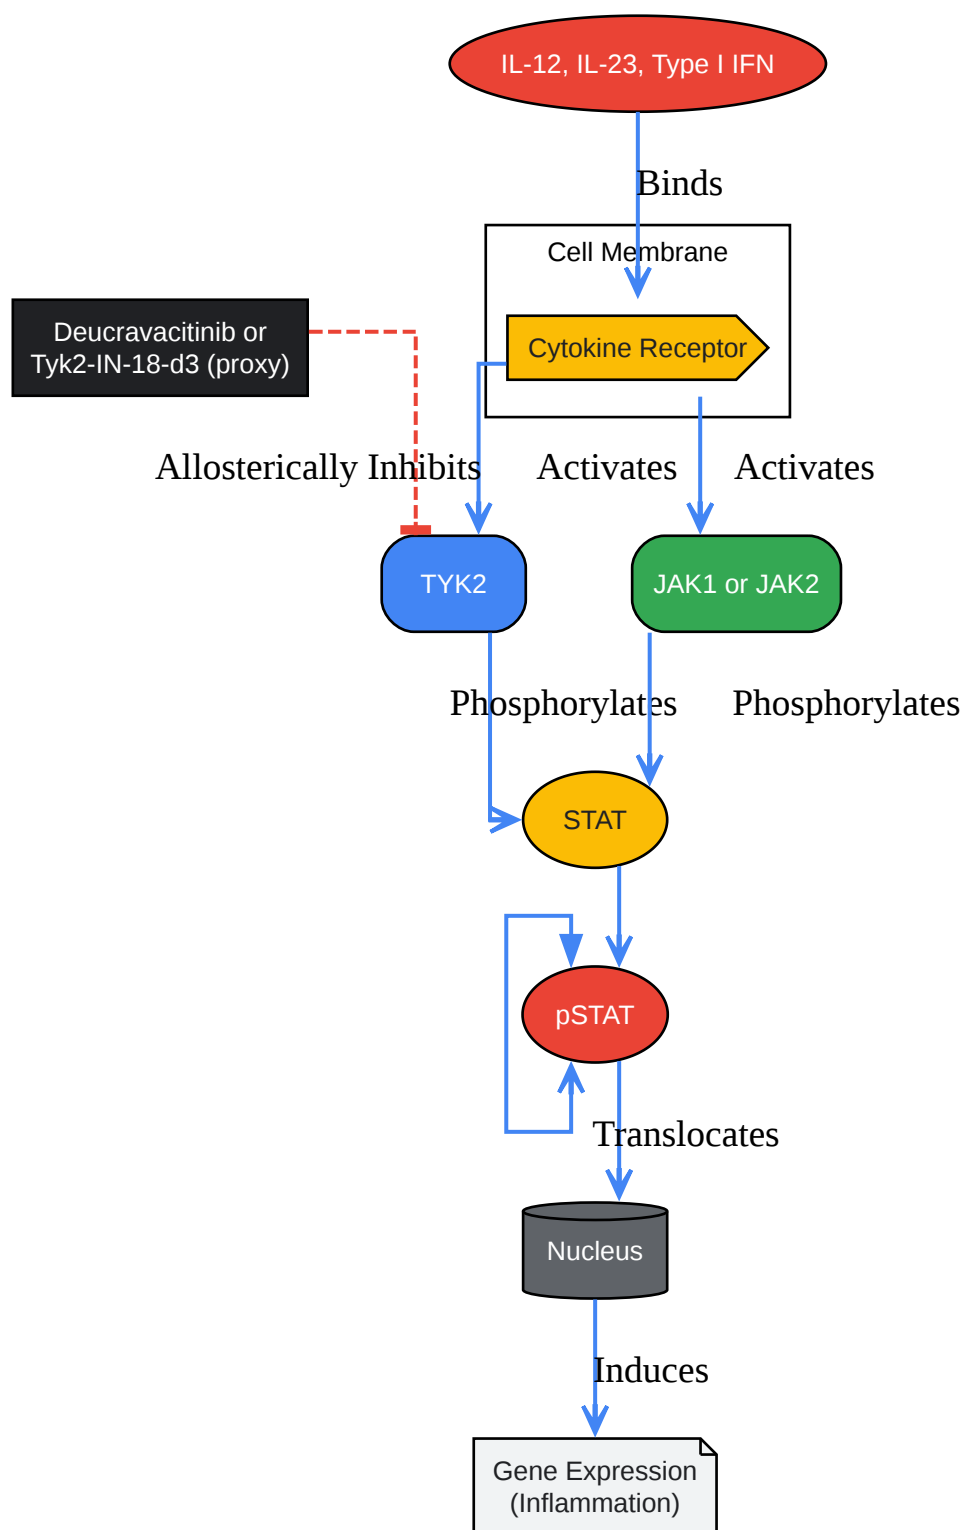 IL-12, IL-23, Type I IFN
Binds
Cell Membrane
Cytokine Receptor
Deucravacitinib or
Tyk2-IN-18-d3 (proxy)
Allosterically Inhibits
Activates
Activates
TYK2
JAK1 or JAK2
Phosphorylates
Phosphorylates
STAT
pSTAT
Translocates
Nucleus
Induces
Gene Expression
(Inflammation)